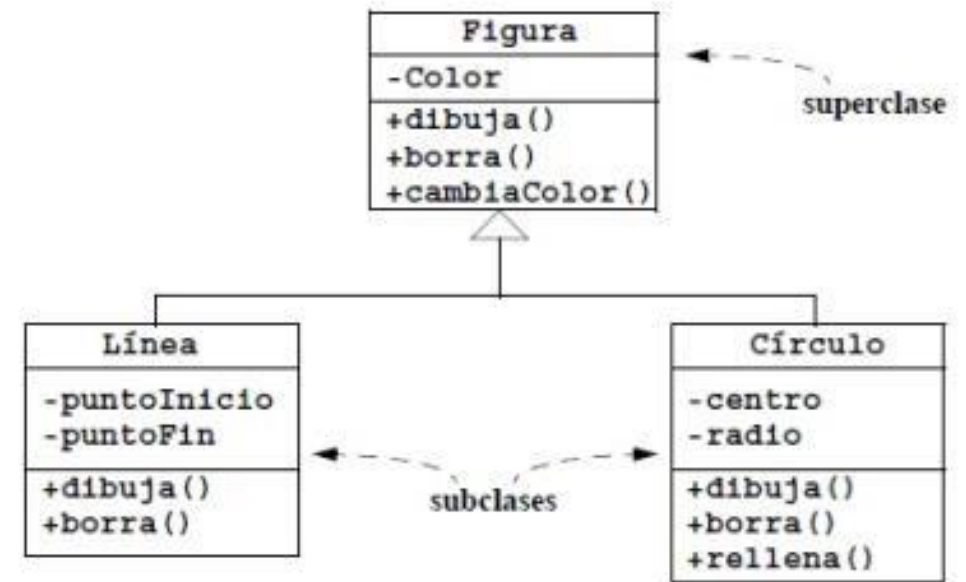 Figura
-Color
+dibuja()
+borra()
+cambiaColor()
superclase
Línea
-puntoInicio
-puntoFin
+dibuja()
+borra()
subclases
Círculo
-centro
-radio
+dibuja()
+borra()
+rellena()